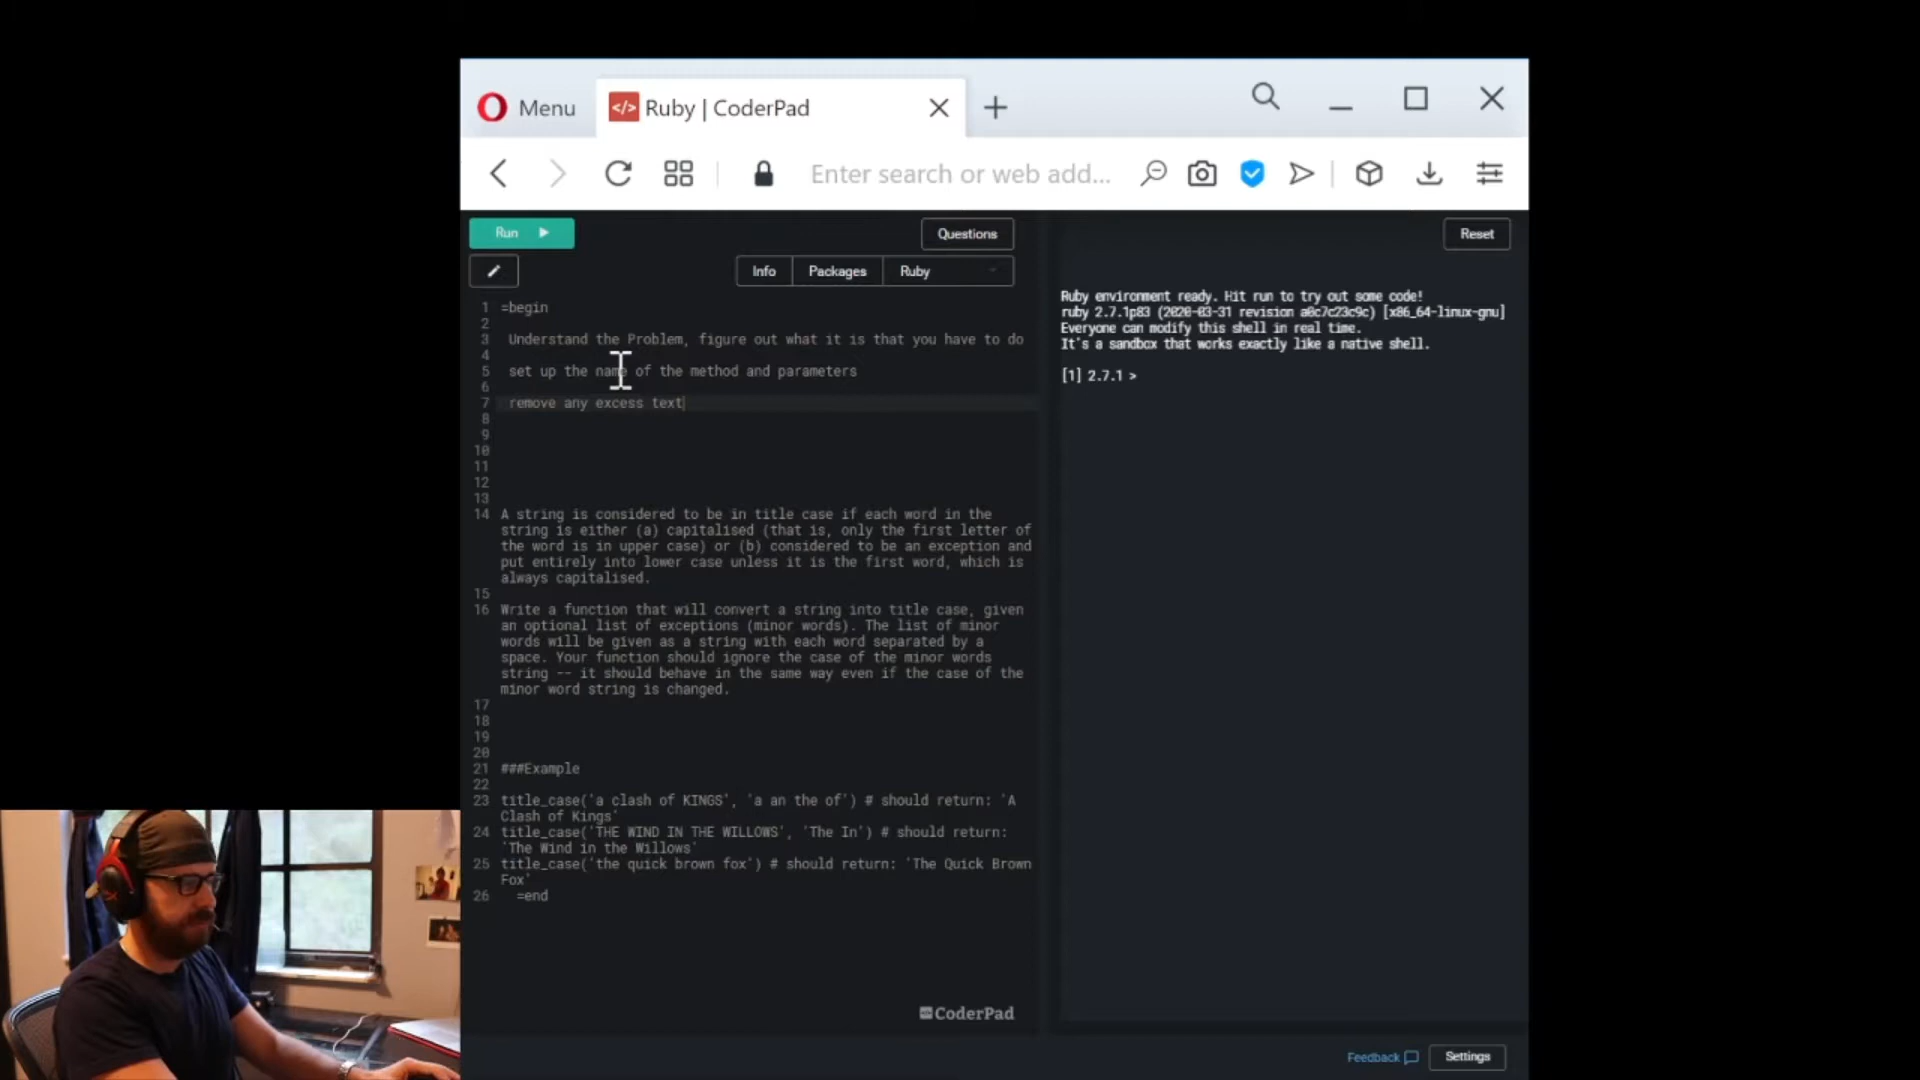 Menu
Ruby | CoderPad
Enter search or web add...
Run
Questions
Reset
Info
Packages
Ruby
1 =begin
2
3 Understand the Problem, figure out what it is that you have to do
4
5 set up the name of the method and parameters
6
7 remove any excess text
8
9
10
11
12
13
14 A string is considered to be in title case if each word in the
string is either (a) capitalised (that is, only the first letter of
the word is in upper case) or (b) considered to be an exception and
put entirely into lower case unless it is the first word, which is
always capitalised.
15
16 Write a function that will convert a string into title case, given
an optional list of exceptions (minor words). The list of minor
words will be given as a string with each word separated by a
space. Your function should ignore the case of the minor words
string -- it should behave in the same way even if the case of the
minor word string is changed.
17
18
19
20
21 ###Example
22
23 title_case('a clash of KINGS', 'a an the of') # should return: 'A
Clash of Kings'
24 title_case('THE WIND IN THE WILLOWS', 'The In') # should return:
'The Wind in the Willows'
25 title_case('the quick brown fox') # should return: 'The Quick Brown
Fox'
26 =end
Ruby environment ready. Hit run to try out some code!
ruby 2.7.1p83 (2020-03-31 revision a0c7c23c9c) [x86_64-linux-gnu]
Everyone can modify this shell in real time.
It's a sandbox that works exactly like a native shell.
[1] 2.7.1 >
CoderPad
Feedback
Settings